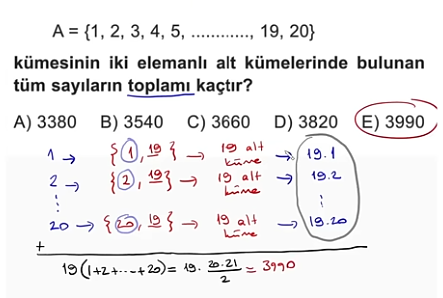 A = {1, 2, 3, 4, 5, ............, 19, 20}
kümesinin iki elemanlı alt kümelerinde bulunan
tüm sayıların toplamı kaçtır?
A) 3380 B) 3540 C) 3660 D) 3820 E) 3990
1 → {1, 19} → 19 alt küme → 19.1
2 → {2, 19} → 19 alt küme → 19.2
⋮ ⋮
20 → {20, 19} → 19 alt küme → 19.20
+
19(1+2+...+20) = 19. 20.21/2 = 3990